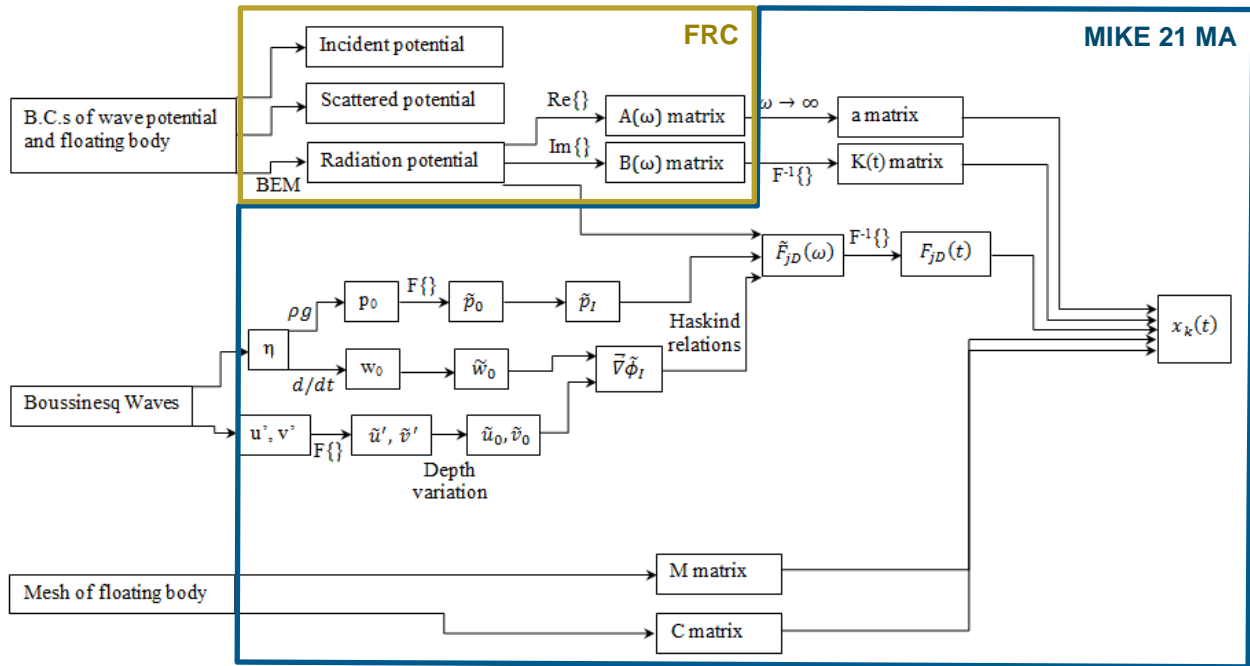 FRC
MIKE 21 MA
Incident potential
Scattered potential
B.C.s of wave potential
and floating body
Re{}
A(ω) matrix
ω → ∞
a matrix
Radiation potential
Im{}
B(ω) matrix
F⁻¹{}
K(t) matrix
BEM
F̃ⱼD(ω)
F⁻¹{}
FⱼD(t)
ρg
p₀
F{}
p̃₀
p̃I
Haskind
relations
xₖ(t)
η
d/dt
w₀
w̃₀
∇⃗ϕ̃I
Boussinesq Waves
u', v'
F{}
ũ′, ṽ′
ũ₀, ṽ₀
Depth
variation
Mesh of floating body
M matrix
C matrix